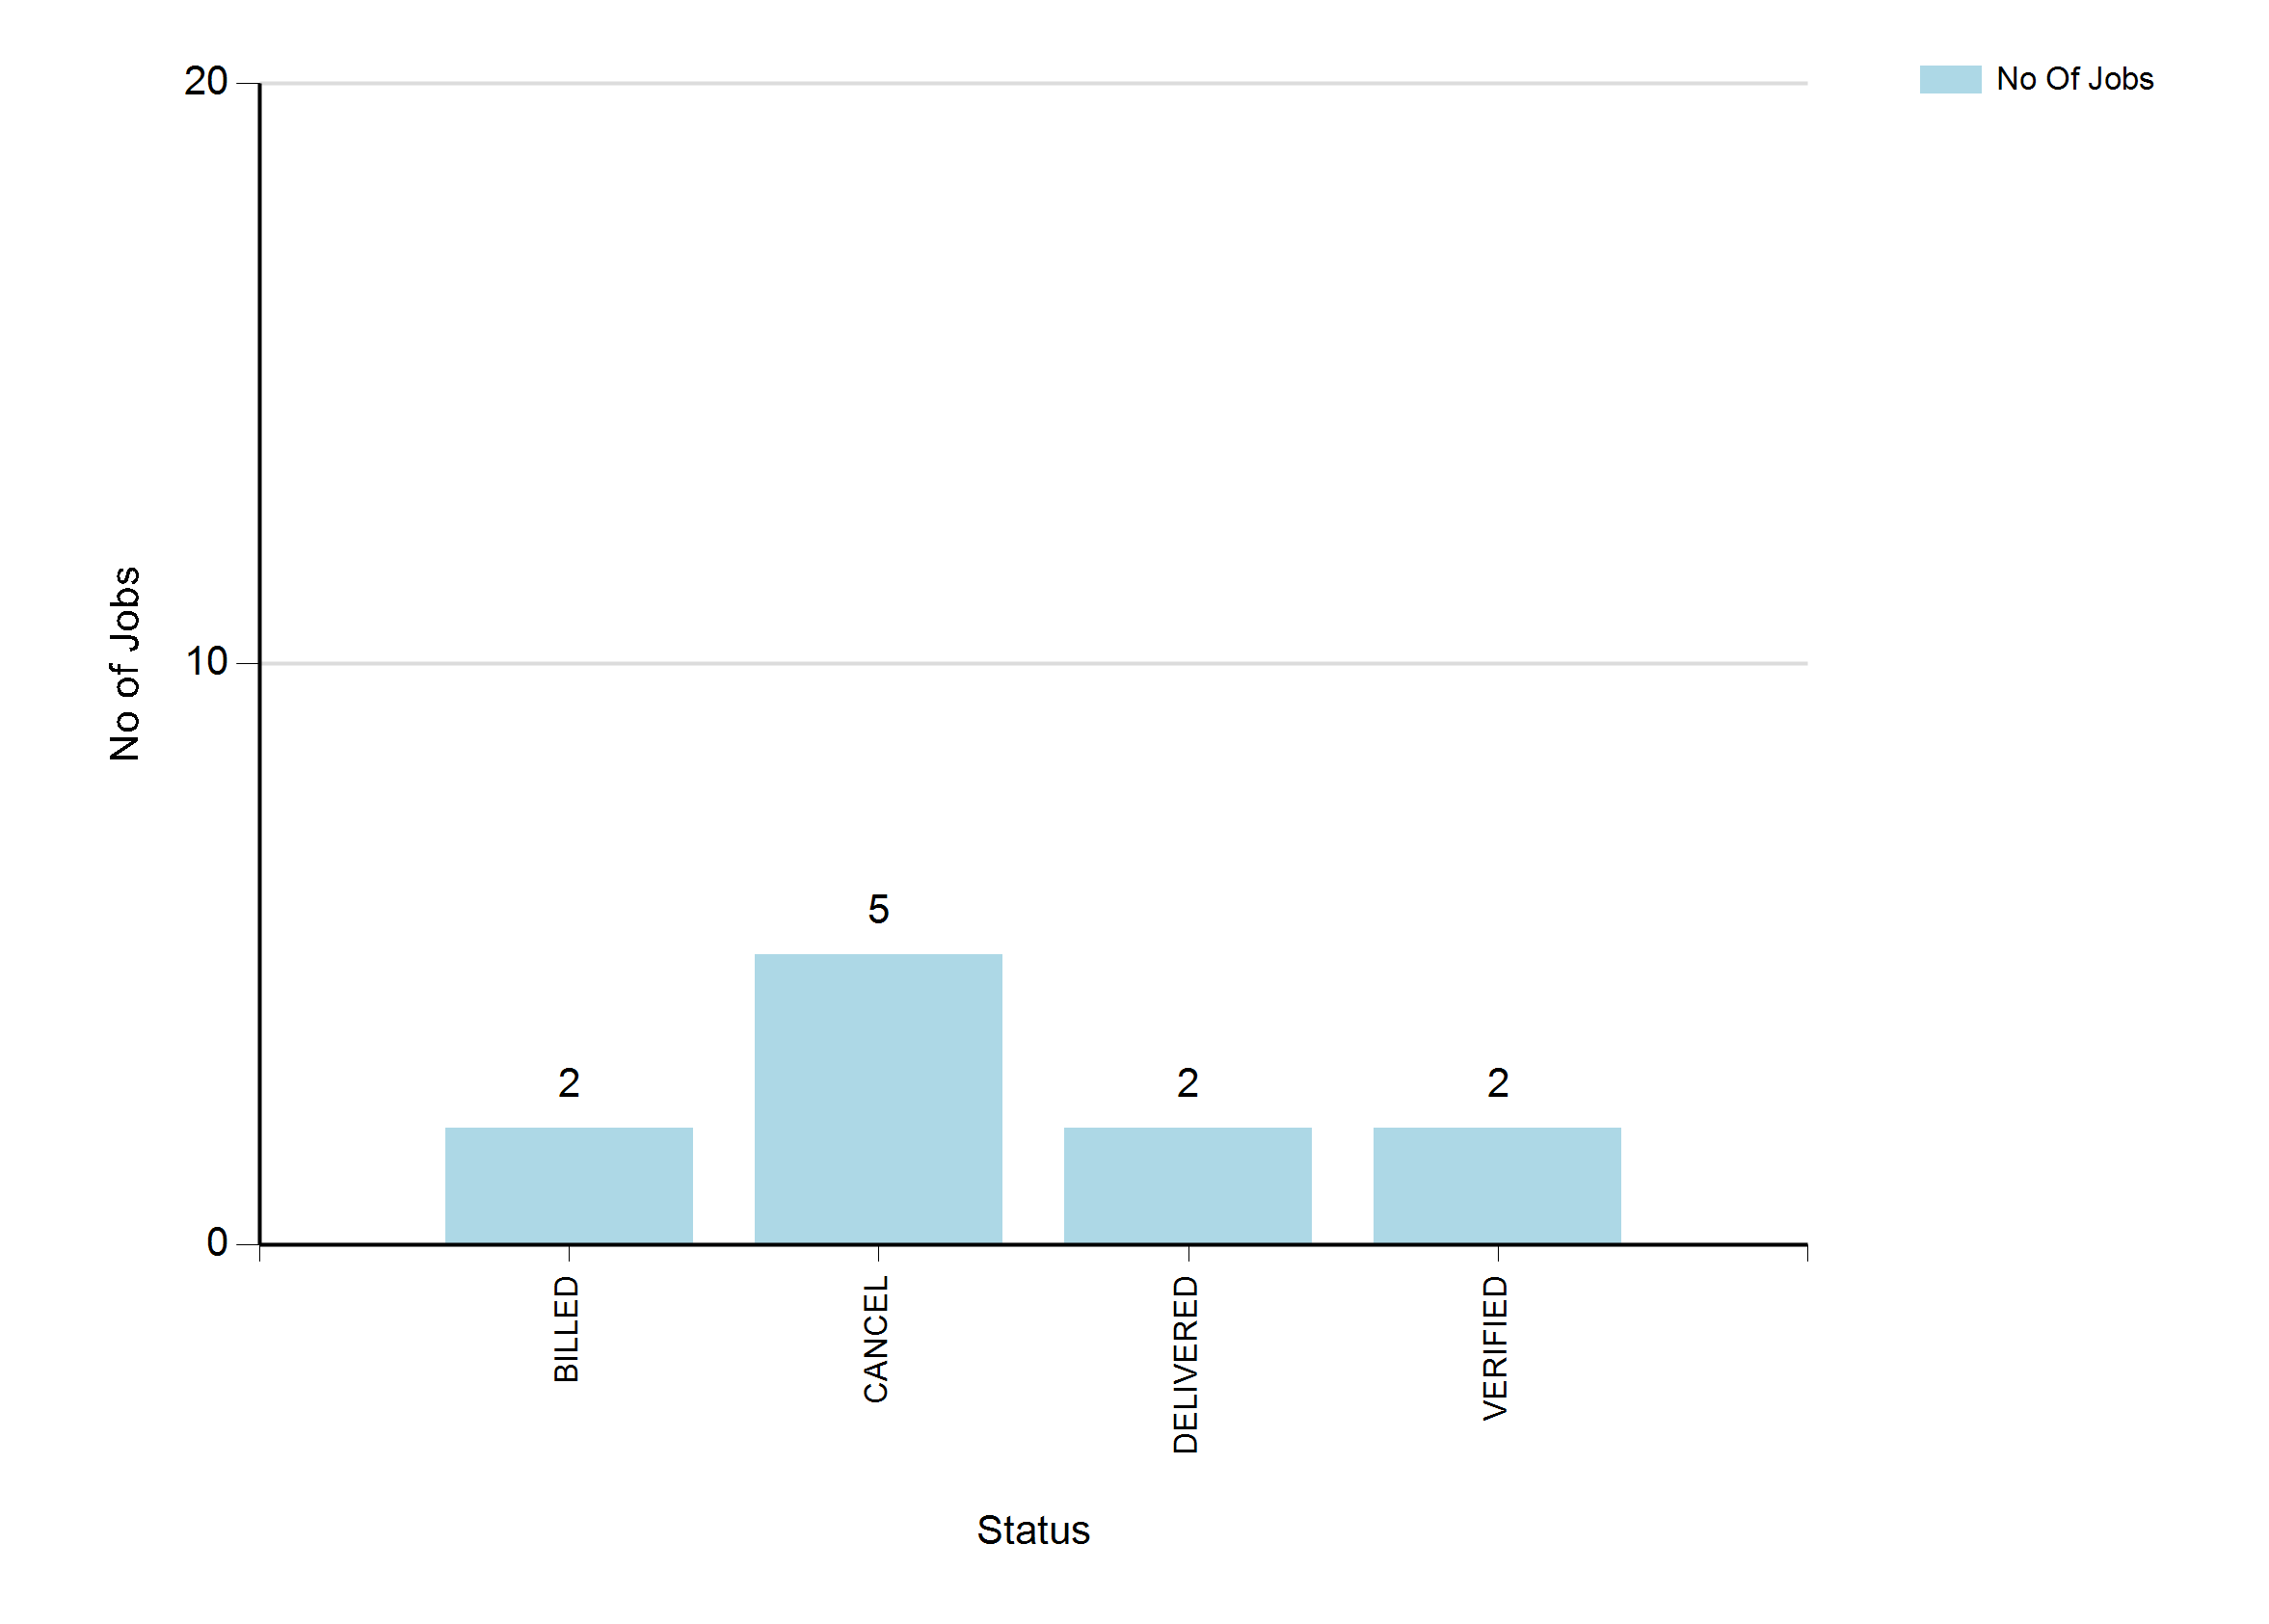 20
No Of Jobs
No of Jobs
10
5
2
2
2
0
BILLED
CANCEL
DELIVERED
VERIFIED
Status